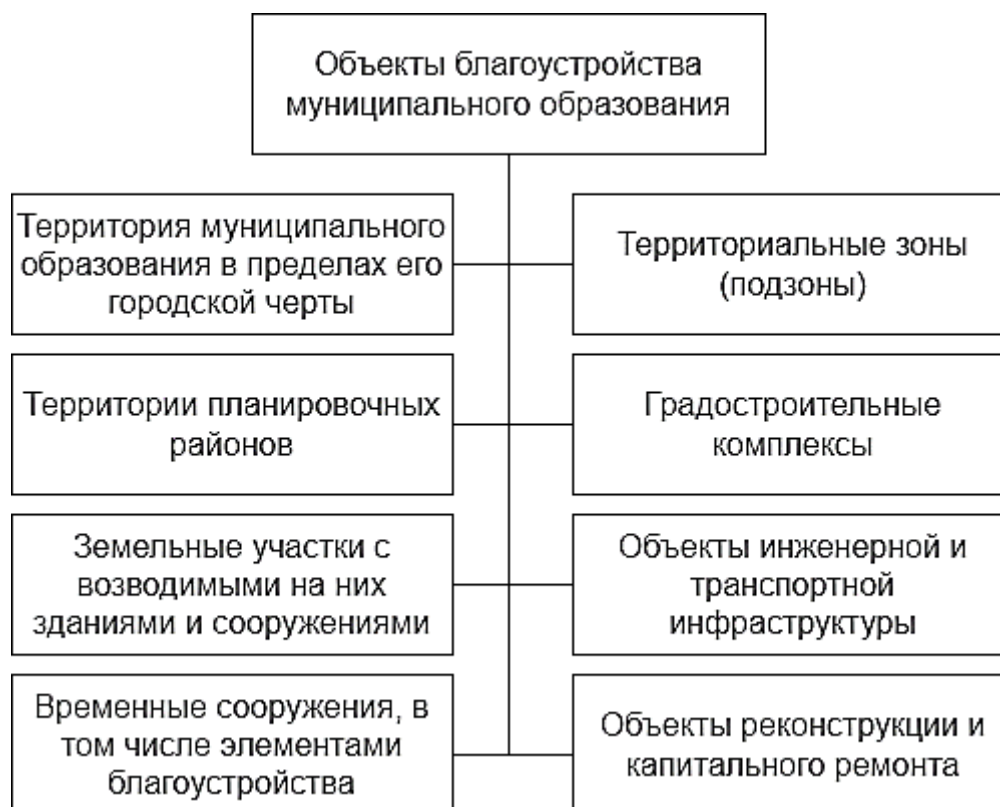 Объекты благоустройства
муниципального образования
Территория муниципального
образования в пределах его
городской черты
Территориальные зоны
(подзоны)
Территории планировочных
районов
Градостроительные
комплексы
Земельные участки с
возводимыми на них
зданиями и сооружениями
Объекты инженерной и
транспортной
инфраструктуры
Временные сооружения, в
том числе элементами
благоустройства
Объекты реконструкции и
капитального ремонта